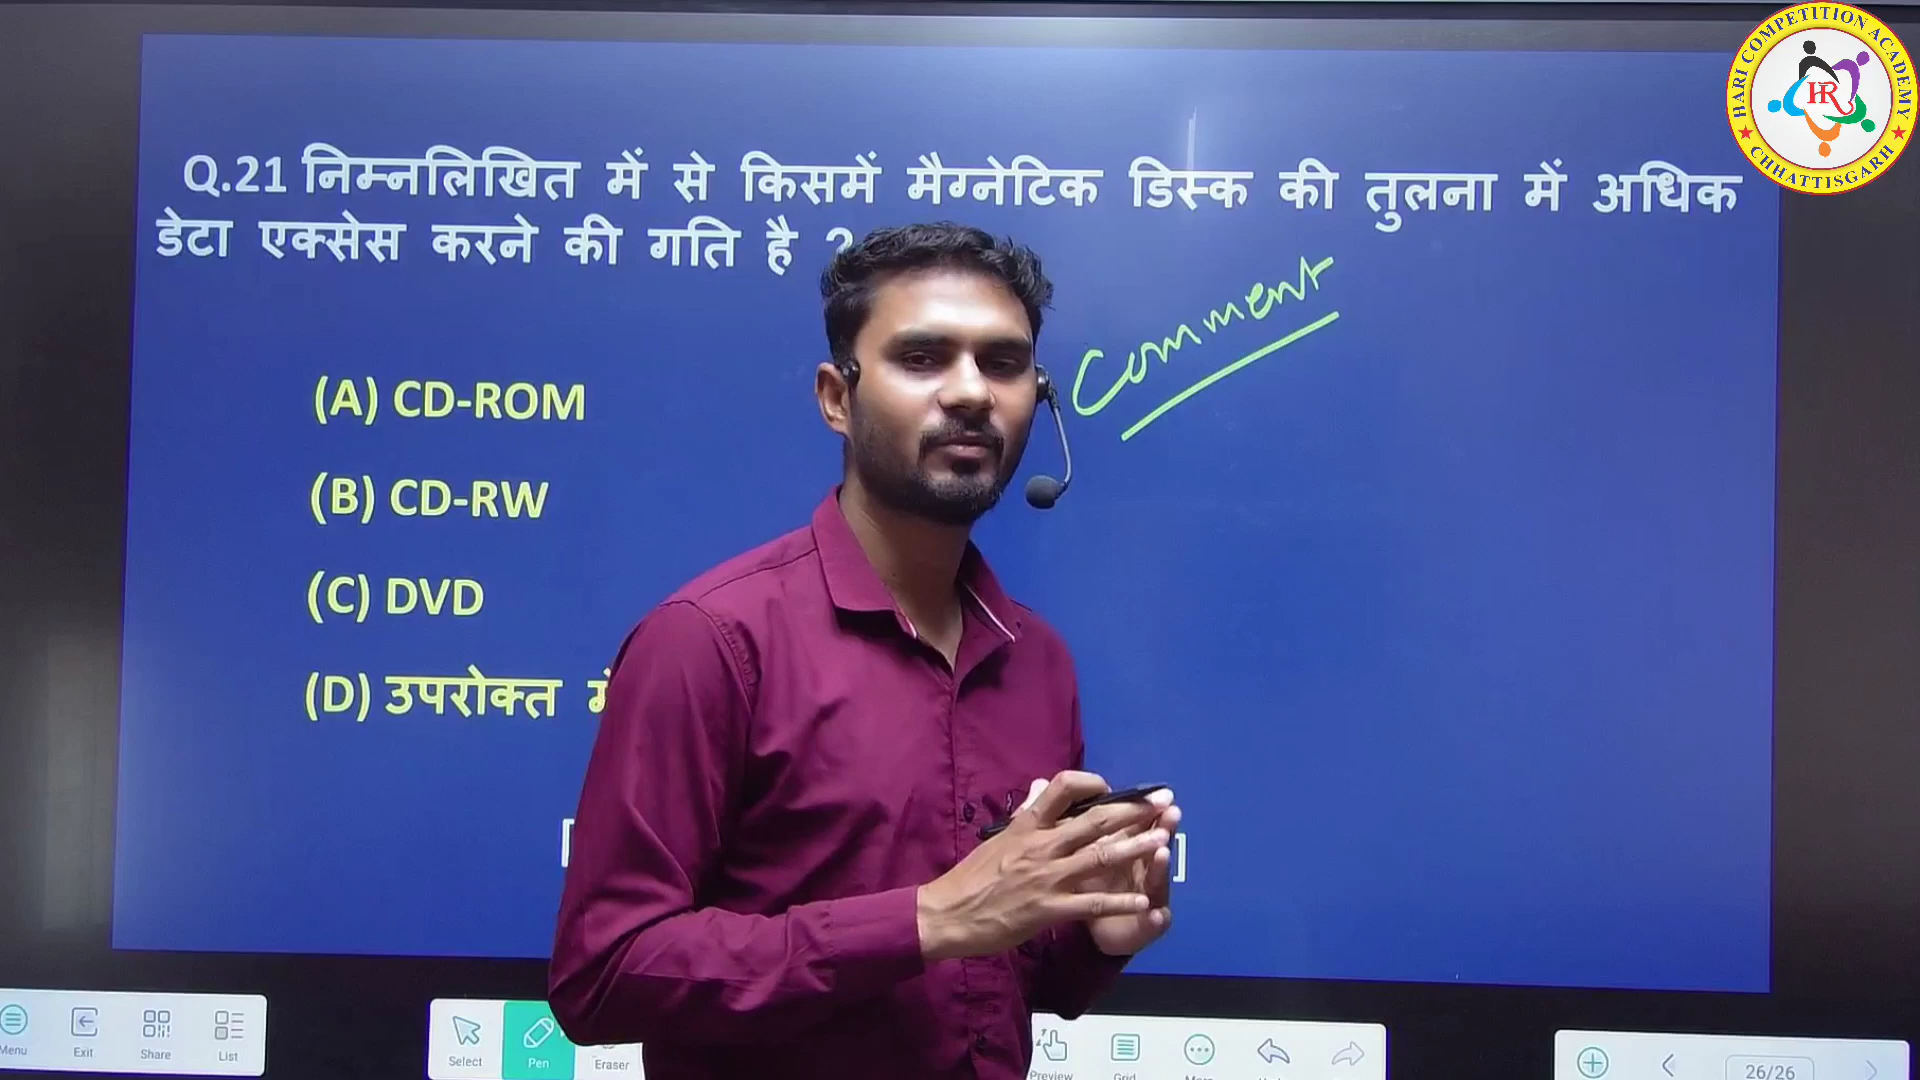 HARI COMPETITION ACADEMY
HR
CHHATTISGARH
Q.21 निम्नलिखित में से किसमें मैग्नेटिक डिस्क की तुलना में अधिक
डेटा एक्सेस करने की गति है ?
Comment
(A) CD-ROM
(B) CD-RW
(C) DVD
(D) उपरोक्त
[ ]
Menu Exit Share List Select Pen Eraser Preview Grid 26/26